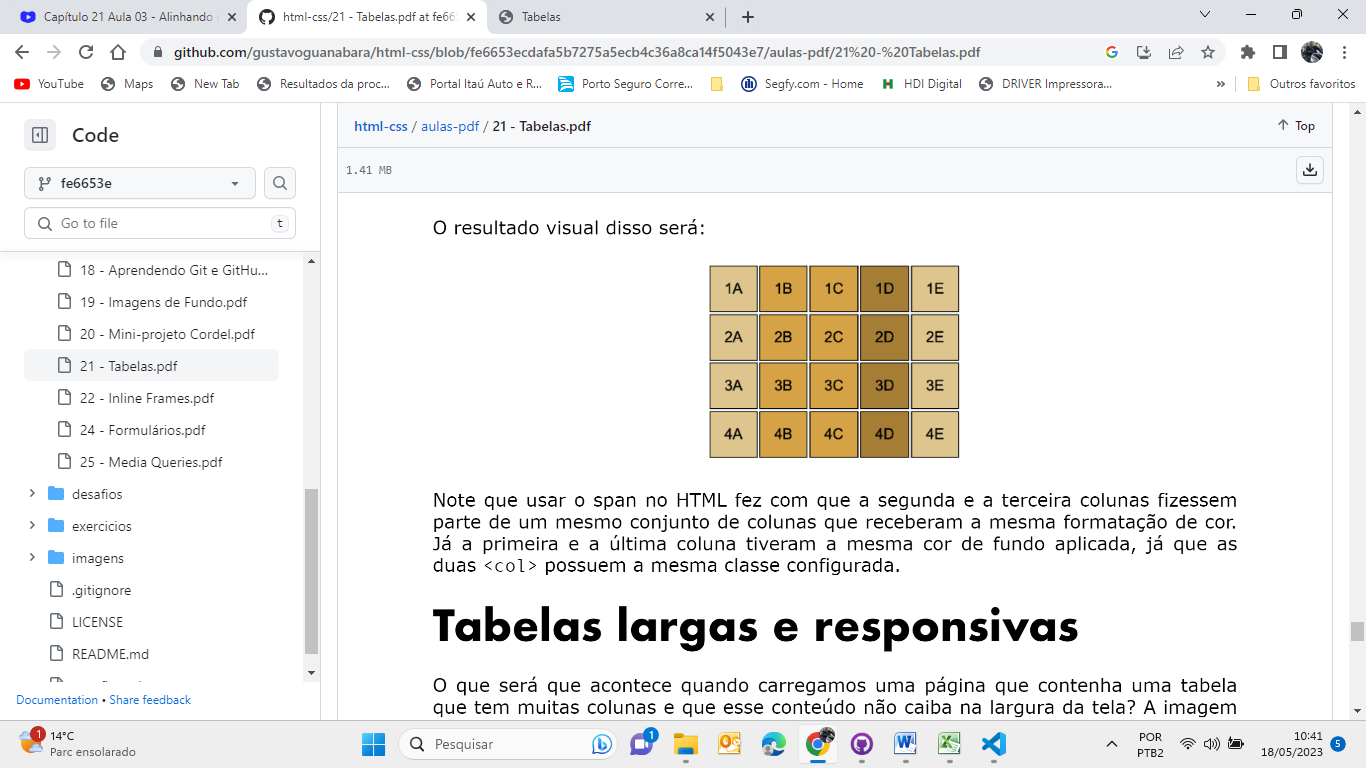 Capítulo 21 Aula 03 - Alinhando
html-css/21 - Tabelas.pdf at fe665
Tabelas
github.com/gustavoguanabara/html-css/blob/fe6653ecdafa5b7275a5ecb4c36a8ca14f5043e7/aulas-pdf/21%20-%20Tabelas.pdf
YouTube Maps New Tab Resultados da proc... Portal Itaú Auto e R... Porto Seguro Corre... Segfy.com - Home HDI Digital DRIVER Impressora... » Outros favoritos
Code
fe6653e
Go to file t
18 - Aprendendo Git e GitHu...
19 - Imagens de Fundo.pdf
20 - Mini-projeto Cordel.pdf
21 - Tabelas.pdf
22 - Inline Frames.pdf
24 - Formulários.pdf
25 - Media Queries.pdf
desafios
exercicios
imagens
.gitignore
LICENSE
README.md
Documentation • Share feedback
html-css / aulas-pdf / 21 - Tabelas.pdf
Top
1.41 MB
O resultado visual disso será:
1A 1B 1C 1D 1E
2A 2B 2C 2D 2E
3A 3B 3C 3D 3E
4A 4B 4C 4D 4E
Note que usar o span no HTML fez com que a segunda e a terceira colunas fizessem
parte de um mesmo conjunto de colunas que receberam a mesma formatação de cor.
Já a primeira e a última coluna tiveram a mesma cor de fundo aplicada, já que as
duas <col> possuem a mesma classe configurada.
Tabelas largas e responsivas
O que será que acontece quando carregamos uma página que contenha uma tabela
que tem muitas colunas e que esse conteúdo não caiba na largura da tela? A imagem
1
14°C
Parc ensolarado
Pesquisar
1
POR
PTB2
10:41
18/05/2023
5